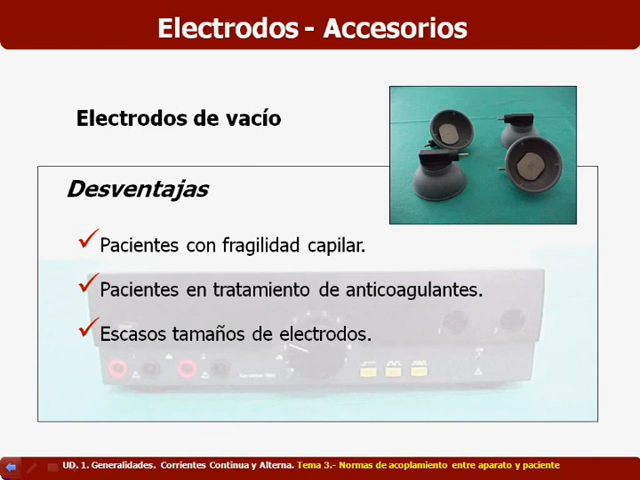 Electrodos - Accesorios
Electrodos de vacío
Desventajas
Pacientes con fragilidad capilar.
Pacientes en tratamiento de anticoagulantes.
Escasos tamaños de electrodos.
UD. 1. Generalidades. Corrientes Continua y Alterna. Tema 3.- Normas de acoplamiento entre aparato y paciente